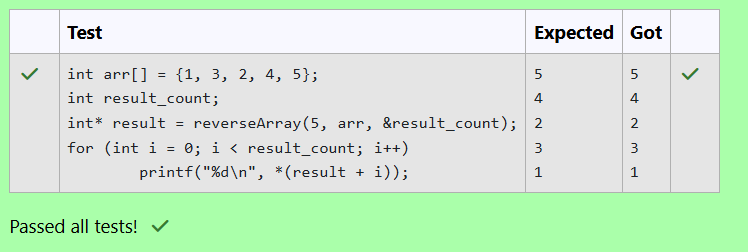 Test Expected Got
int arr[] = {1, 3, 2, 4, 5}; 5 5
int result_count; 4 4
int* result = reverseArray(5, arr, &result_count); 2 2
for (int i = 0; i < result_count; i++) 3 3
        printf("%d\n", *(result + i)); 1 1
Passed all tests!